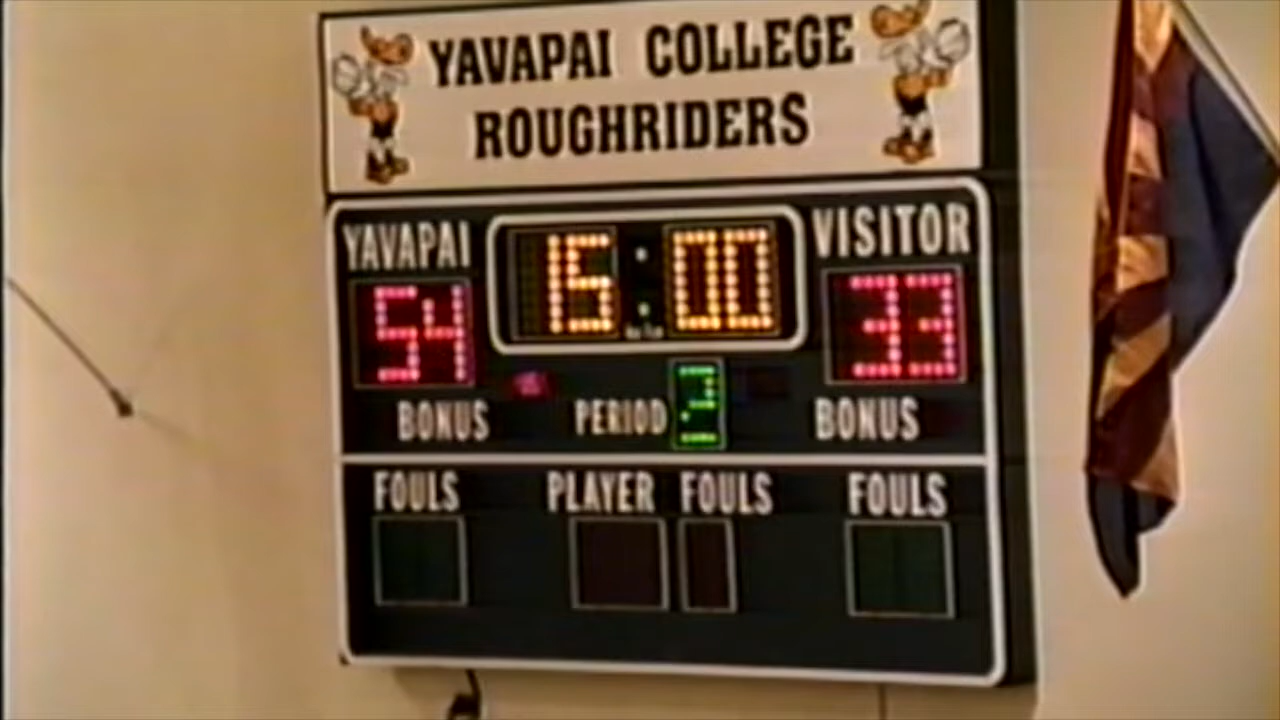 YAVAPAI COLLEGE
ROUGHRIDERS
YAVAPAI 15:00 VISITOR
54 33
BONUS PERIOD 2 BONUS
FOULS PLAYER FOULS FOULS